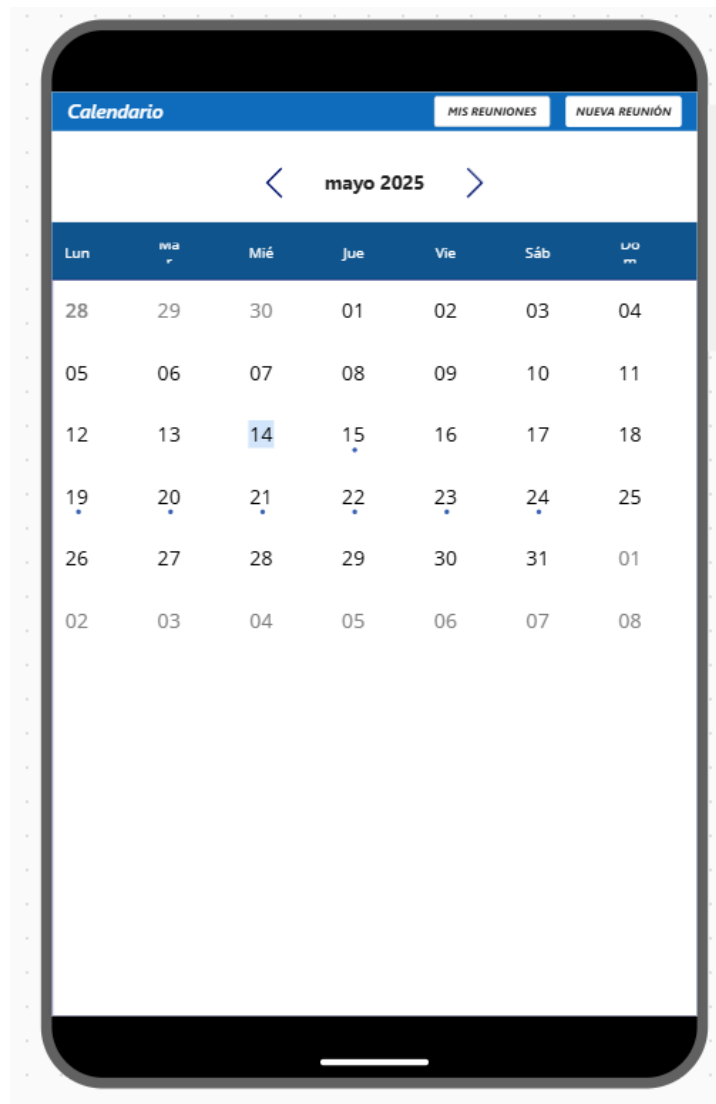 Calendario MIS REUNIONES NUEVA REUNIÓN
mayo 2025
Lun Mar Mié Jue Vie Sáb Dom
28 29 30 01 02 03 04
05 06 07 08 09 10 11
12 13 14 15 16 17 18
19 20 21 22 23 24 25
26 27 28 29 30 31 01
02 03 04 05 06 07 08